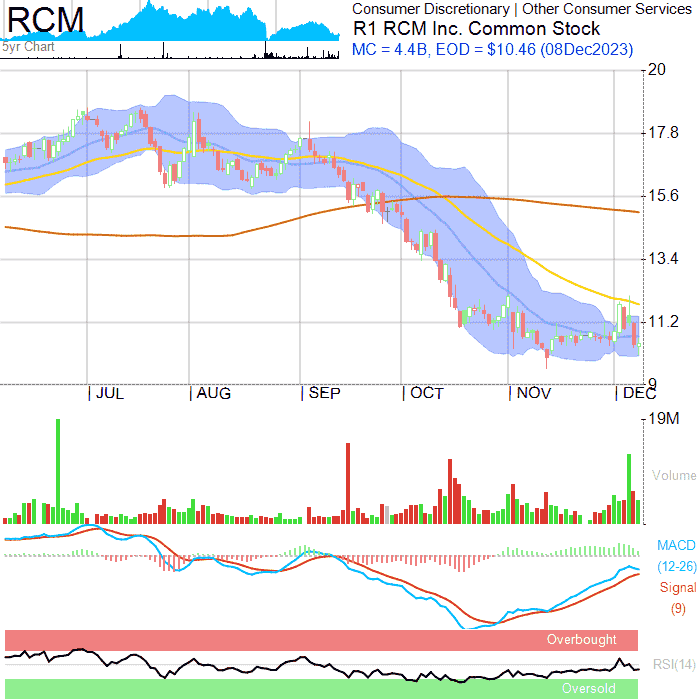 RCM
5yr Chart
Consumer Discretionary | Other Consumer Services
R1 RCM Inc. Common Stock
MC = 4.4B, EOD = $10.46 (08Dec2023)
20
17.8
15.6
13.4
11.2
9
JUL AUG SEP OCT NOV DEC
19M
Volume
MACD
(12-26)
Signal
(9)
Overbought
RSI(14)
Oversold